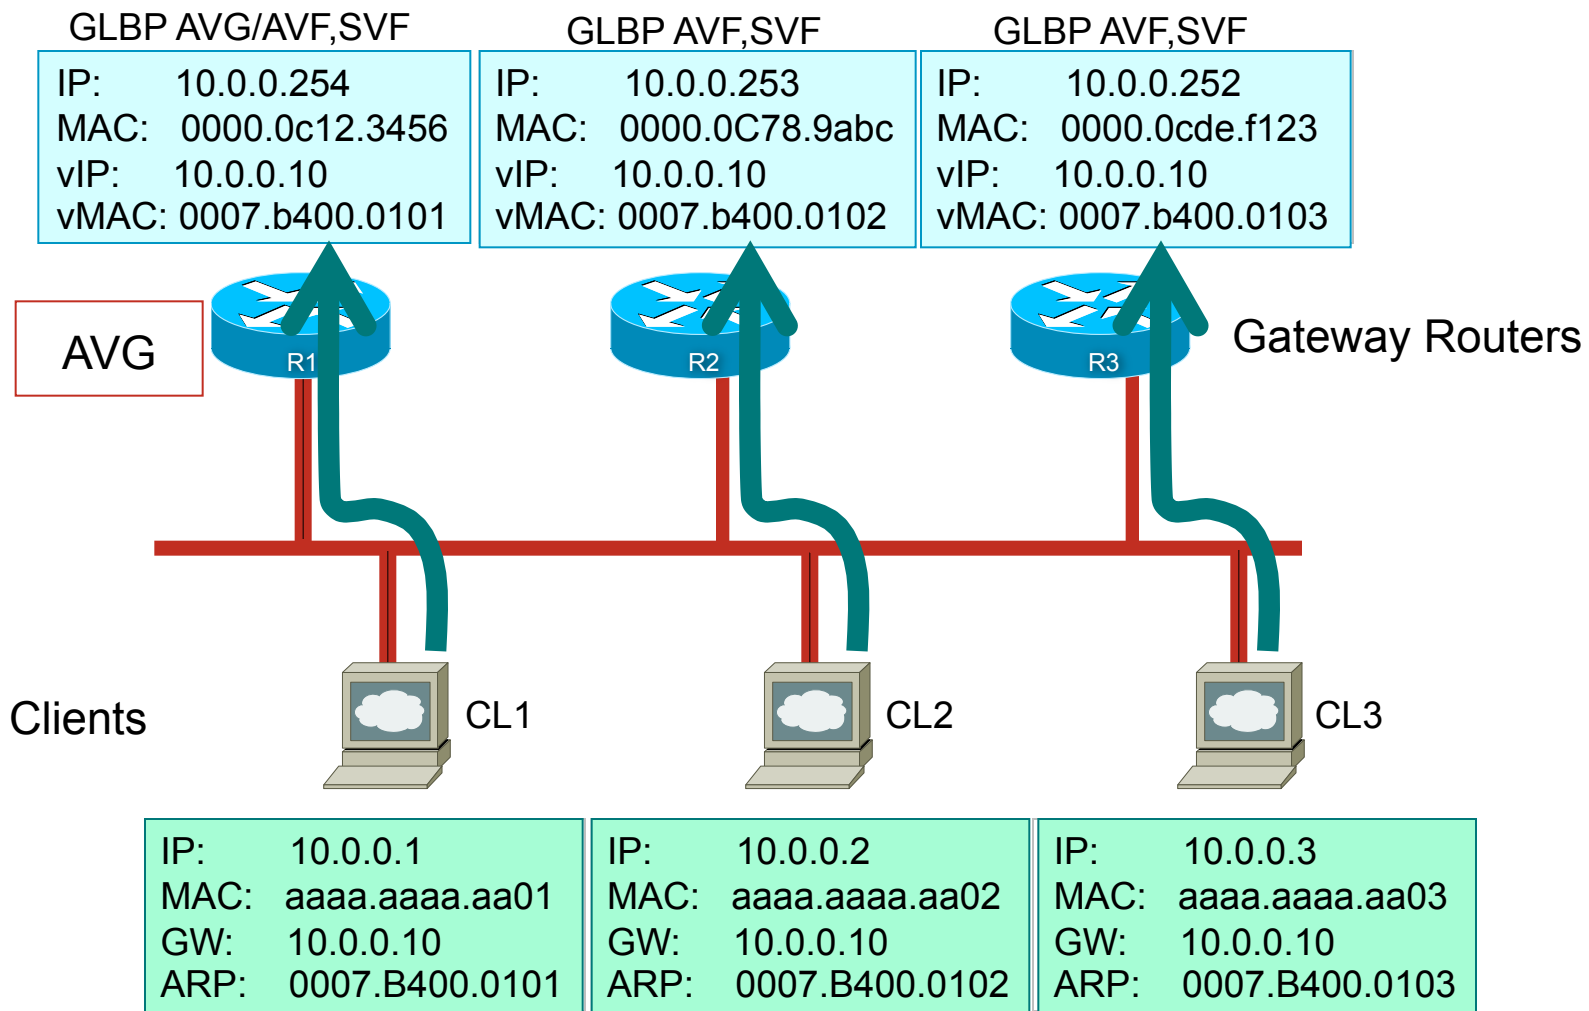 GLBP AVG/AVF,SVF
IP: 10.0.0.254
MAC: 0000.0c12.3456
vIP: 10.0.0.10
vMAC: 0007.b400.0101
GLBP AVF,SVF
IP: 10.0.0.253
MAC: 0000.0C78.9abc
vIP: 10.0.0.10
vMAC: 0007.b400.0102
GLBP AVF,SVF
IP: 10.0.0.252
MAC: 0000.0cde.f123
vIP: 10.0.0.10
vMAC: 0007.b400.0103
AVG
R1
R2
R3
Gateway Routers
Clients
CL1
CL2
CL3
IP: 10.0.0.1
MAC: aaaa.aaaa.aa01
GW: 10.0.0.10
ARP: 0007.B400.0101
IP: 10.0.0.2
MAC: aaaa.aaaa.aa02
GW: 10.0.0.10
ARP: 0007.B400.0102
IP: 10.0.0.3
MAC: aaaa.aaaa.aa03
GW: 10.0.0.10
ARP: 0007.B400.0103